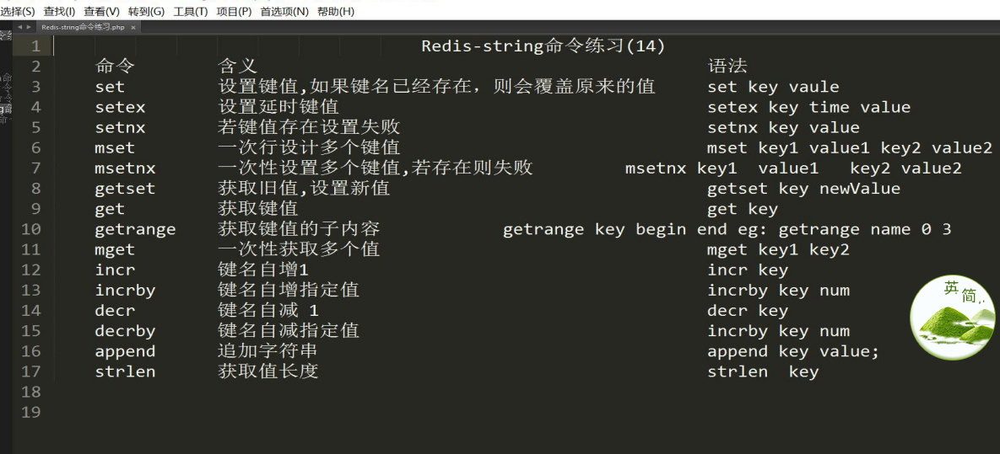 选择(S) 查找(I) 查看(V) 转到(G) 工具(T) 项目(P) 首选项(N) 帮助(H)
Redis-string命令练习.php ×
1 Redis-string命令练习(14)
2 命令 含义 语法
3 set 设置键值,如果键名已经存在，则会覆盖原来的值 set key vaule
4 setex 设置延时键值 setex key time value
5 setnx 若键值存在设置失败 setnx key value
6 mset 一次行设计多个键值 mset key1 value1 key2 value2
7 msetnx 一次性设置多个键值,若存在则失败 msetnx key1 value1 key2 value2
8 getset 获取旧值,设置新值 getset key newValue
9 get 获取键值 get key
10 getrange 获取键值的子内容 getrange key begin end eg: getrange name 0 3
11 mget 一次性获取多个值 mget key1 key2
12 incr 键名自增1 incr key
13 incrby 键名自增指定值 incrby key num
14 decr 键名自减 1 decr key
15 decrby 键名自减指定值 incrby key num
16 append 追加字符串 append key value;
17 strlen 获取值长度 strlen key
18
19
英 简